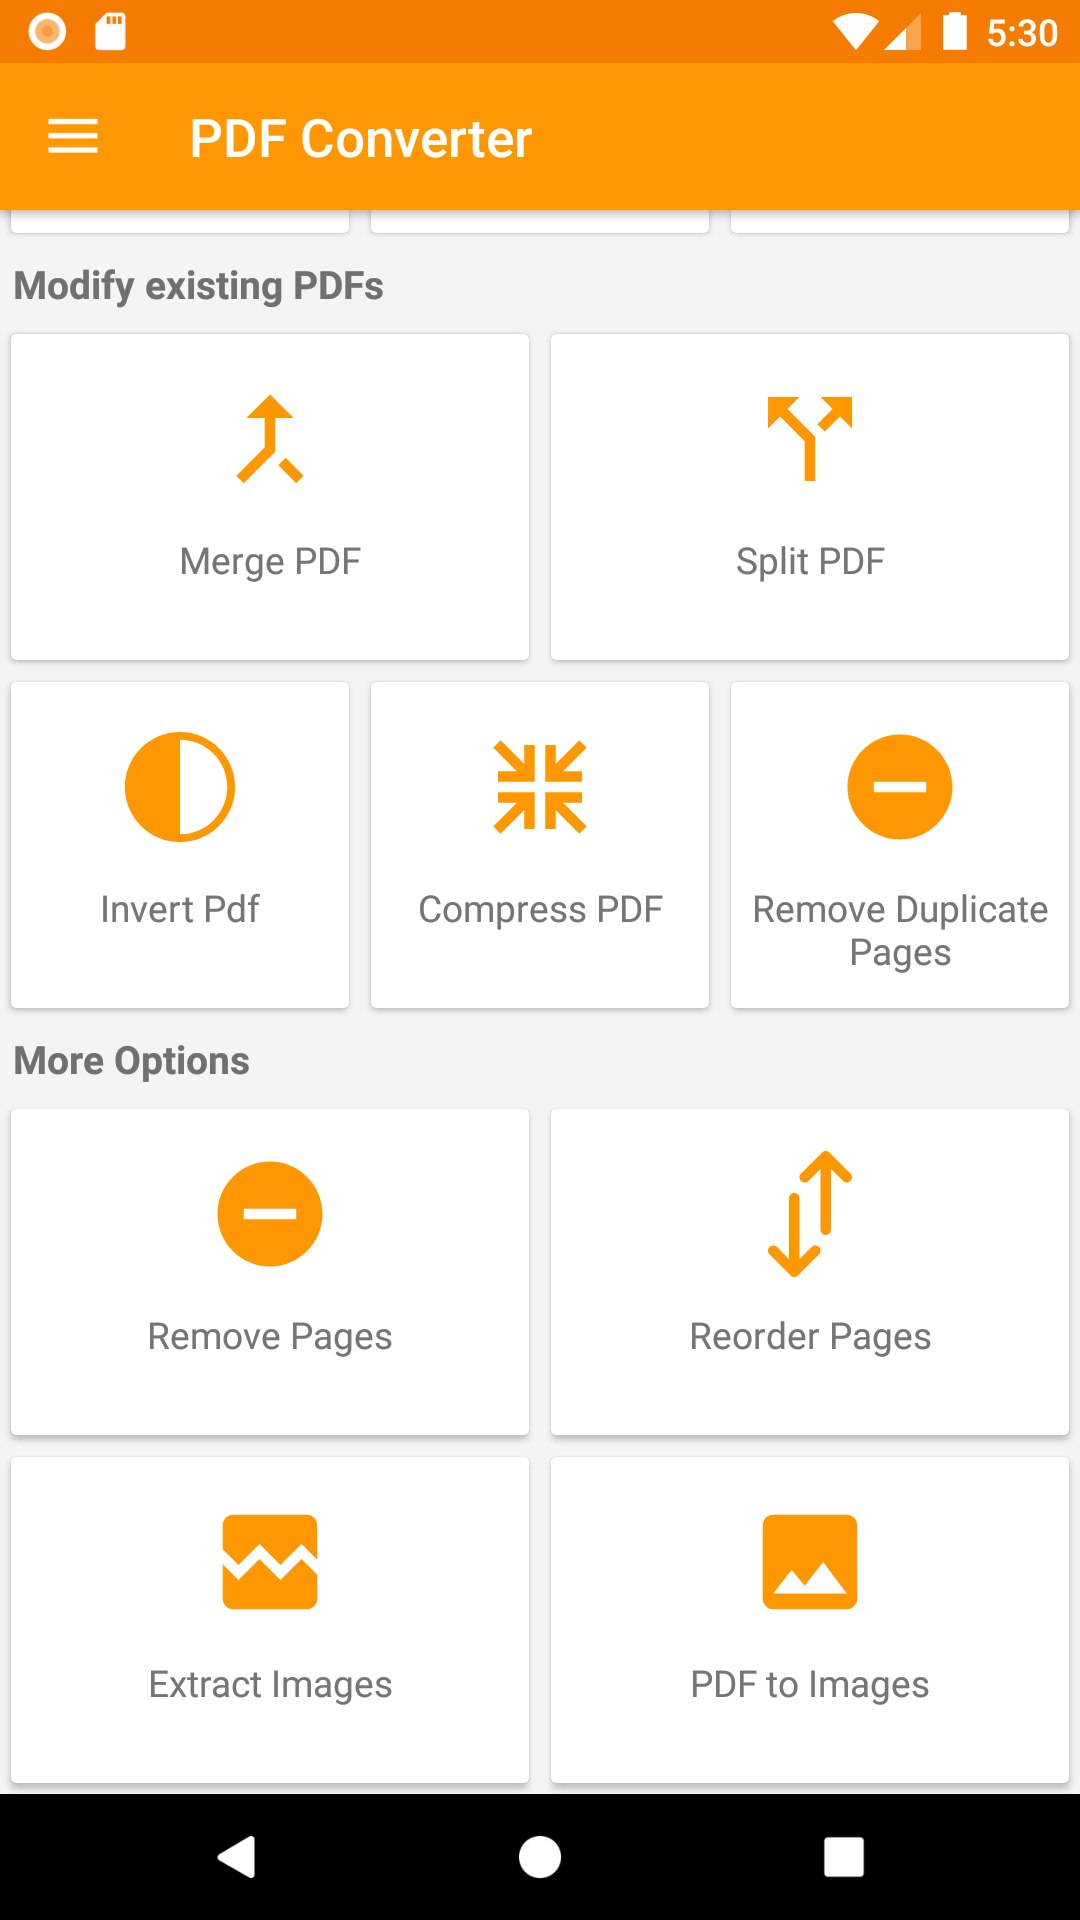 5:30
PDF Converter
Modify existing PDFs
Merge PDF
Split PDF
Invert Pdf
Compress PDF
Remove Duplicate
Pages
More Options
Remove Pages
Reorder Pages
Extract Images
PDF to Images